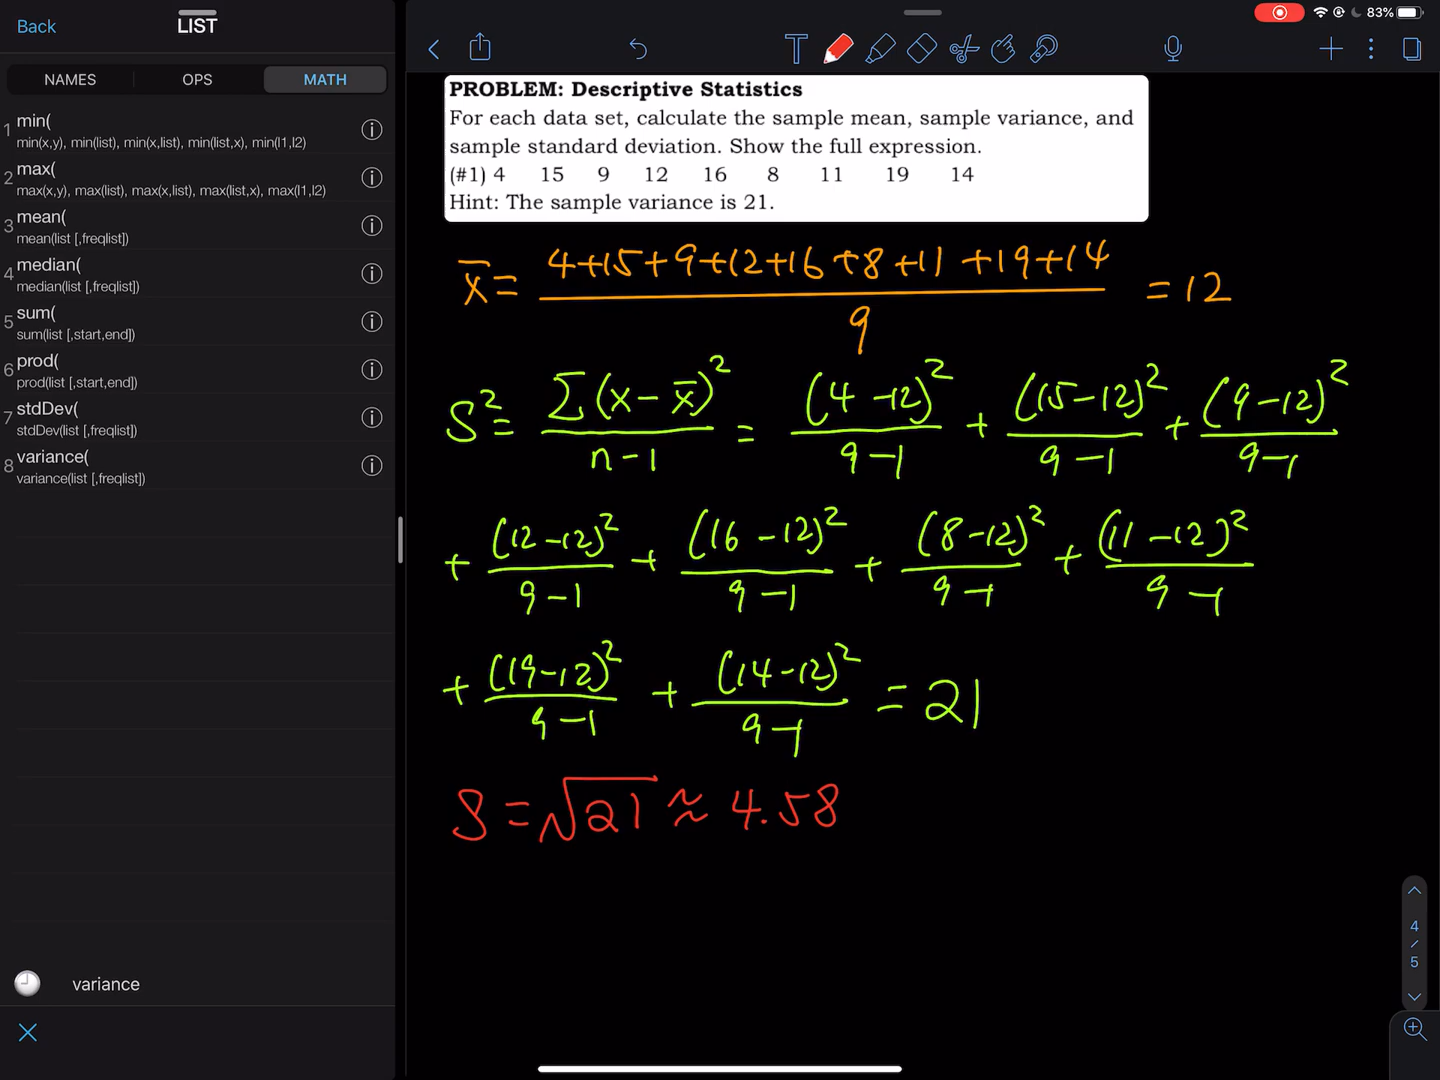 Back
LIST
NAMES OPS MATH
1 min(
min(x,y), min(list), min(x,list), min(list,x), min(l1,l2)
2 max(
max(x,y), max(list), max(x,list), max(list,x), max(l1,l2)
3 mean(
mean(list [,freqlist])
4 median(
median(list [,freqlist])
5 sum(
sum(list [,start,end])
6 prod(
prod(list [,start,end])
7 stdDev(
stdDev(list [,freqlist])
8 variance(
variance(list [,freqlist])
variance
83%
PROBLEM: Descriptive Statistics
For each data set, calculate the sample mean, sample variance, and
sample standard deviation. Show the full expression.
(#1) 4 15 9 12 16 8 11 19 14
Hint: The sample variance is 21.
x̄ = (4+15+9+12+16+8+11+19+14)/9 = 12
S² = Σ(x-x̄)²/(n-1) = (4-12)²/(9-1) + (15-12)²/(9-1) + (9-12)²/(9-1)
+ (12-12)²/(9-1) + (16-12)²/(9-1) + (8-12)²/(9-1) + (11-12)²/(9-1)
+ (19-12)²/(9-1) + (14-12)²/(9-1) = 21
S = √21 ≈ 4.58
4
/
5